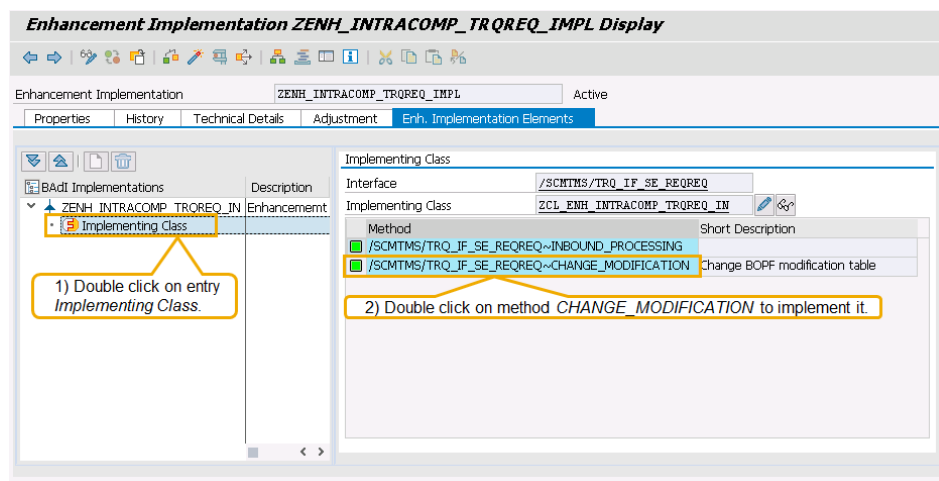 Enhancement Implementation ZENH_INTRACOMP_TRQREQ_IMPL Display
Enhancement Implementation ZENH_INTRACOMP_TRQREQ_IMPL Active
Properties History Technical Details Adjustment Enh. Implementation Elements
Implementing Class
BAdI Implementations Description
Interface /SCMTMS/TRQ_IF_SE_REQREQ
ZENH_INTRACOMP_TRQREQ_IN Enhancememt
Implementing Class ZCL_ENH_INTRACOMP_TRQREQ_IN
Implementing Class
Method Short Description
/SCMTMS/TRQ_IF_SE_REQREQ~INBOUND_PROCESSING
/SCMTMS/TRQ_IF_SE_REQREQ~CHANGE_MODIFICATION Change BOPF modification table
1) Double click on entry
Implementing Class.
2) Double click on method CHANGE_MODIFICATION to implement it.